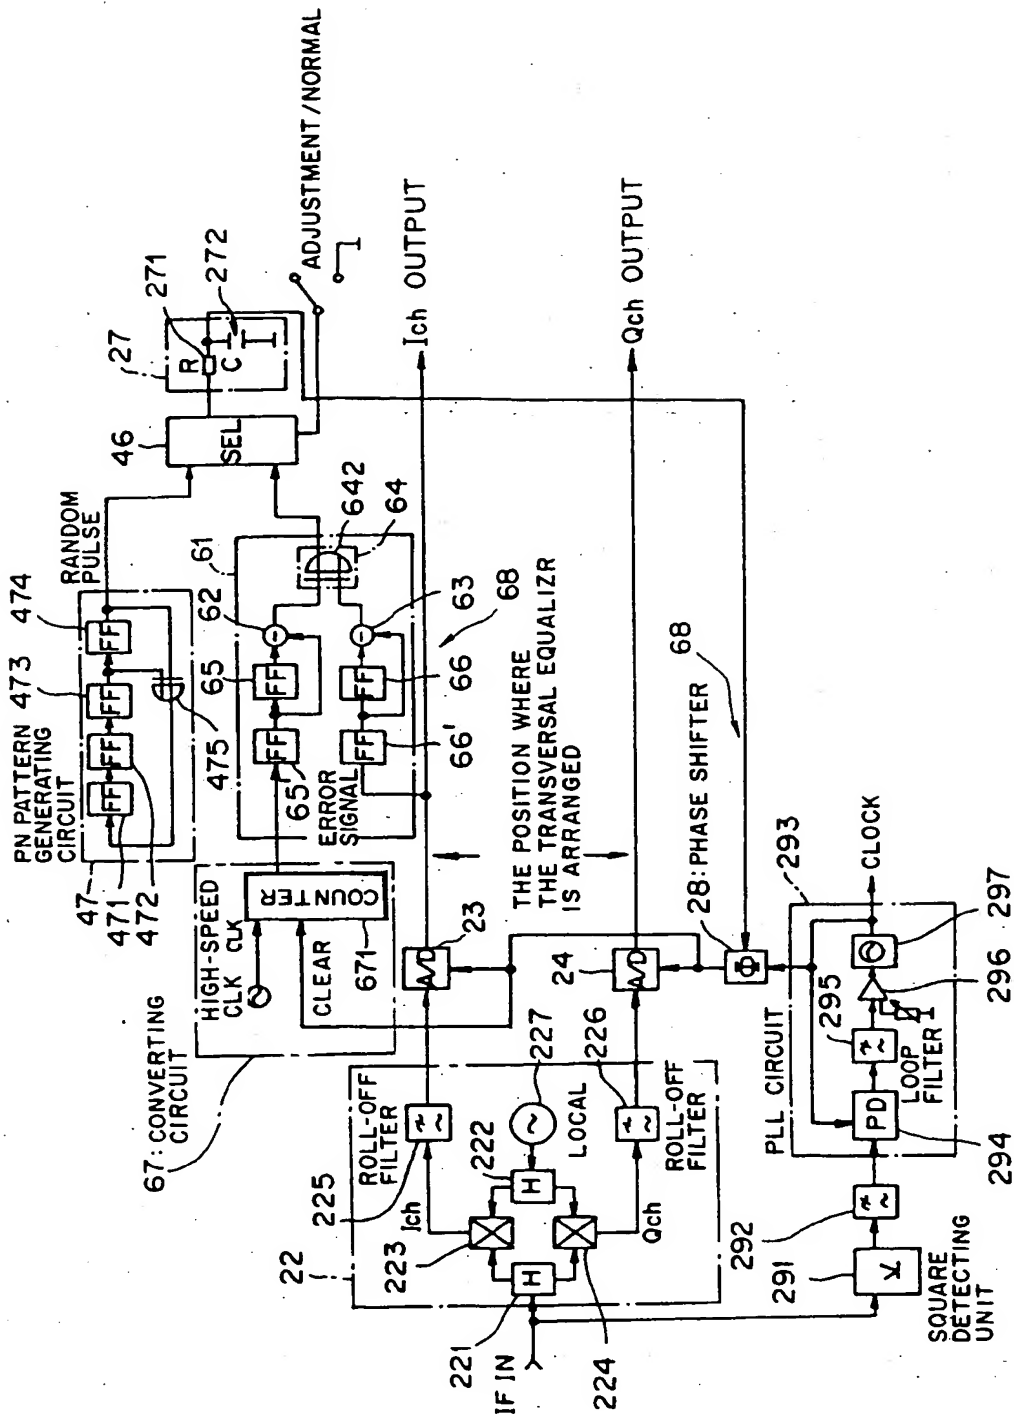 PN PATTERN
GENERATING
CIRCUIT
47
471
472
473
474
475
FF
FF
FF
FF
RANDOM
PULSE
46
SEL
27
R
C
271
272
ADJUSTMENT/NORMAL
67: CONVERTING
CIRCUIT
HIGH-SPEED
CLK
CLK
CLEAR
COUNTER
671
ERROR
SIGNAL
61
62
63
64
642
65
65'
66
66'
FF
FF
FF
FF
68
Ich OUTPUT
Qch OUTPUT
THE POSITION WHERE
THE TRANSVERSAL EQUALIZR
IS ARRANGED
68
A/D
23
A/D
24
28: PHASE SHIFTER
Φ
22
ROLL-OFF
FILTER
225
Ich
223
222
H
LOCAL
227
226
ROLL-OFF
FILTER
Qch
H
221
224
IF IN
PLL CIRCUIT
293
PD
294
295
LOOP
FILTER
296
297
CLOCK
292
291
SQUARE
DETECTING
UNIT